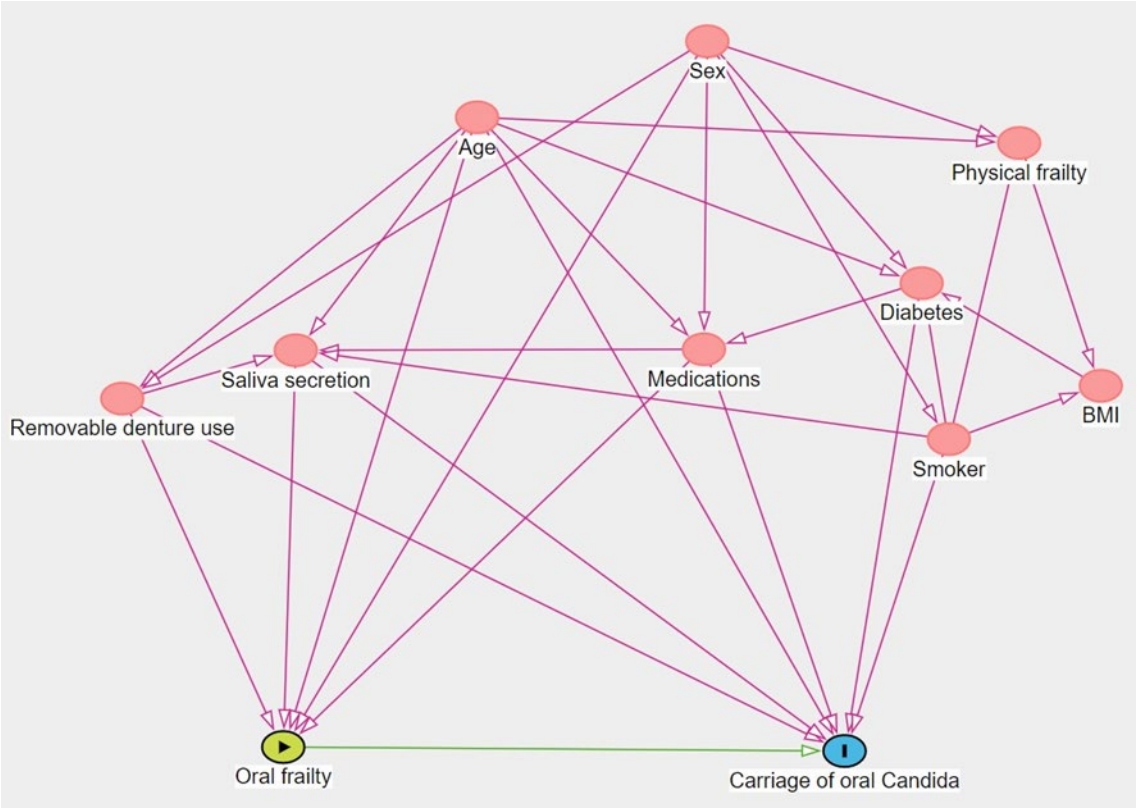 Sex
Age
Physical frailty
Diabetes
Saliva secretion
Medications
BMI
Removable denture use
Smoker
Oral frailty
Carriage of oral Candida